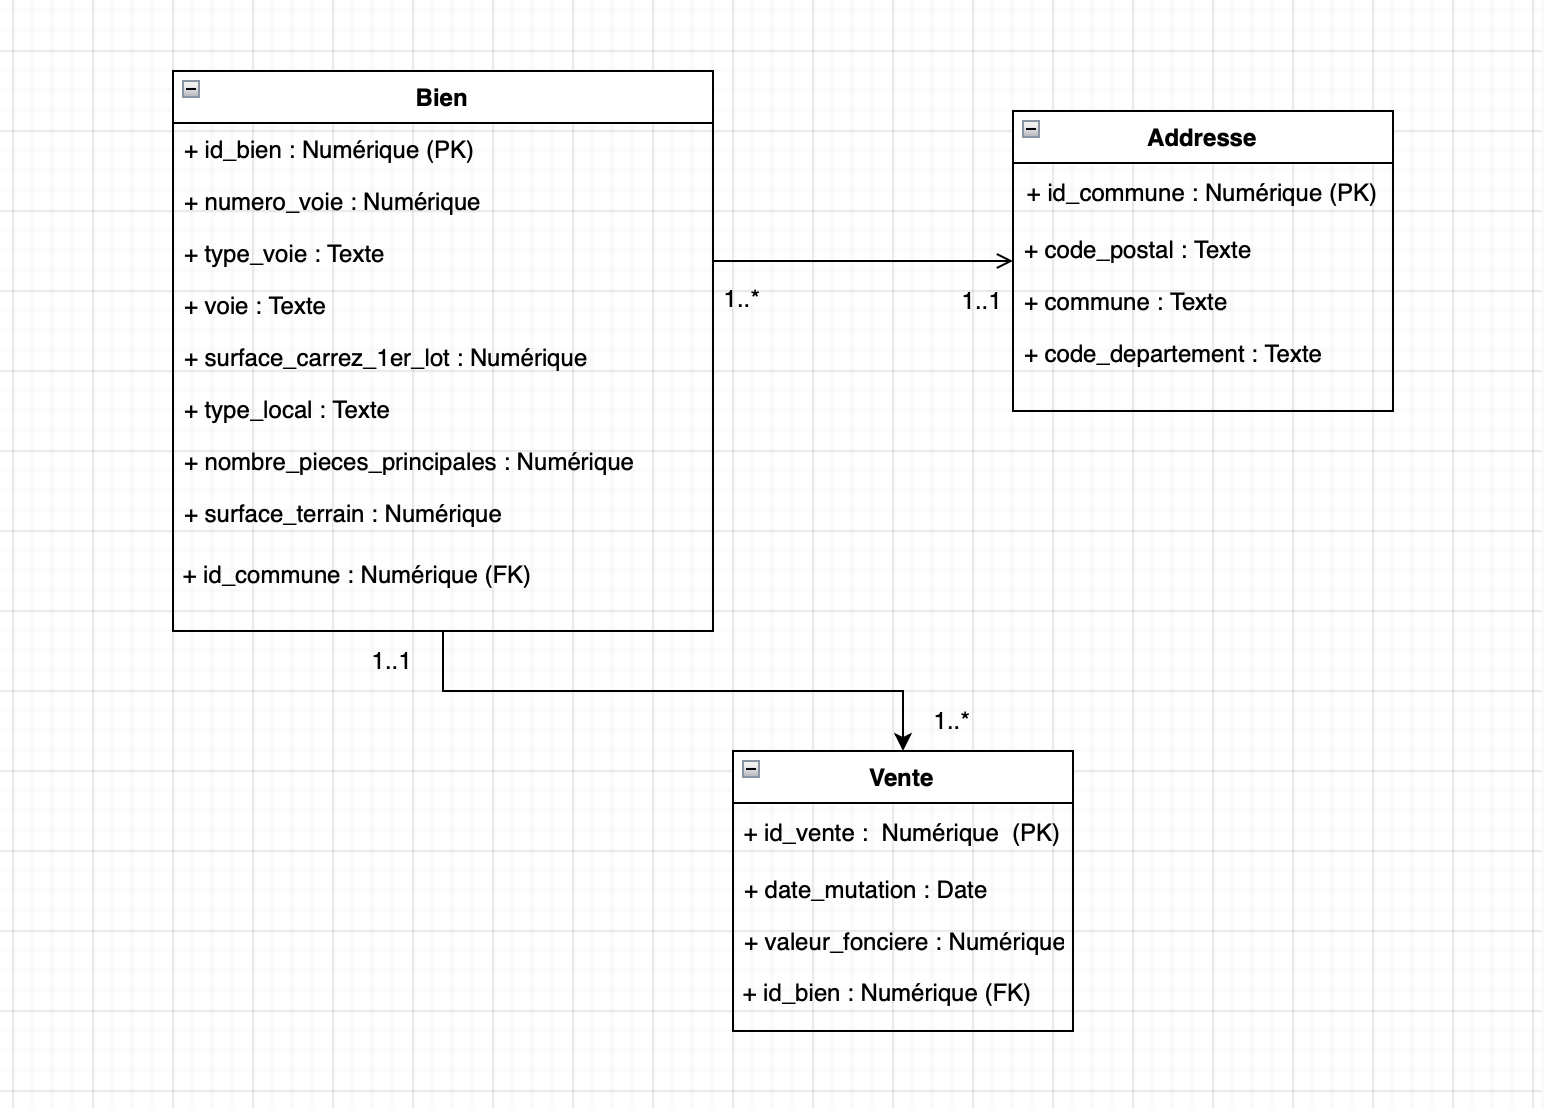 Bien
+ id_bien : Numérique (PK)
+ numero_voie : Numérique
+ type_voie : Texte
+ voie : Texte
+ surface_carrez_1er_lot : Numérique
+ type_local : Texte
+ nombre_pieces_principales : Numérique
+ surface_terrain : Numérique
+ id_commune : Numérique (FK)
1..*
1..1
Addresse
+ id_commune : Numérique (PK)
+ code_postal : Texte
+ commune : Texte
+ code_departement : Texte
1..1
1..*
Vente
+ id_vente :  Numérique  (PK)
+ date_mutation : Date
+ valeur_fonciere : Numérique
+ id_bien : Numérique (FK)